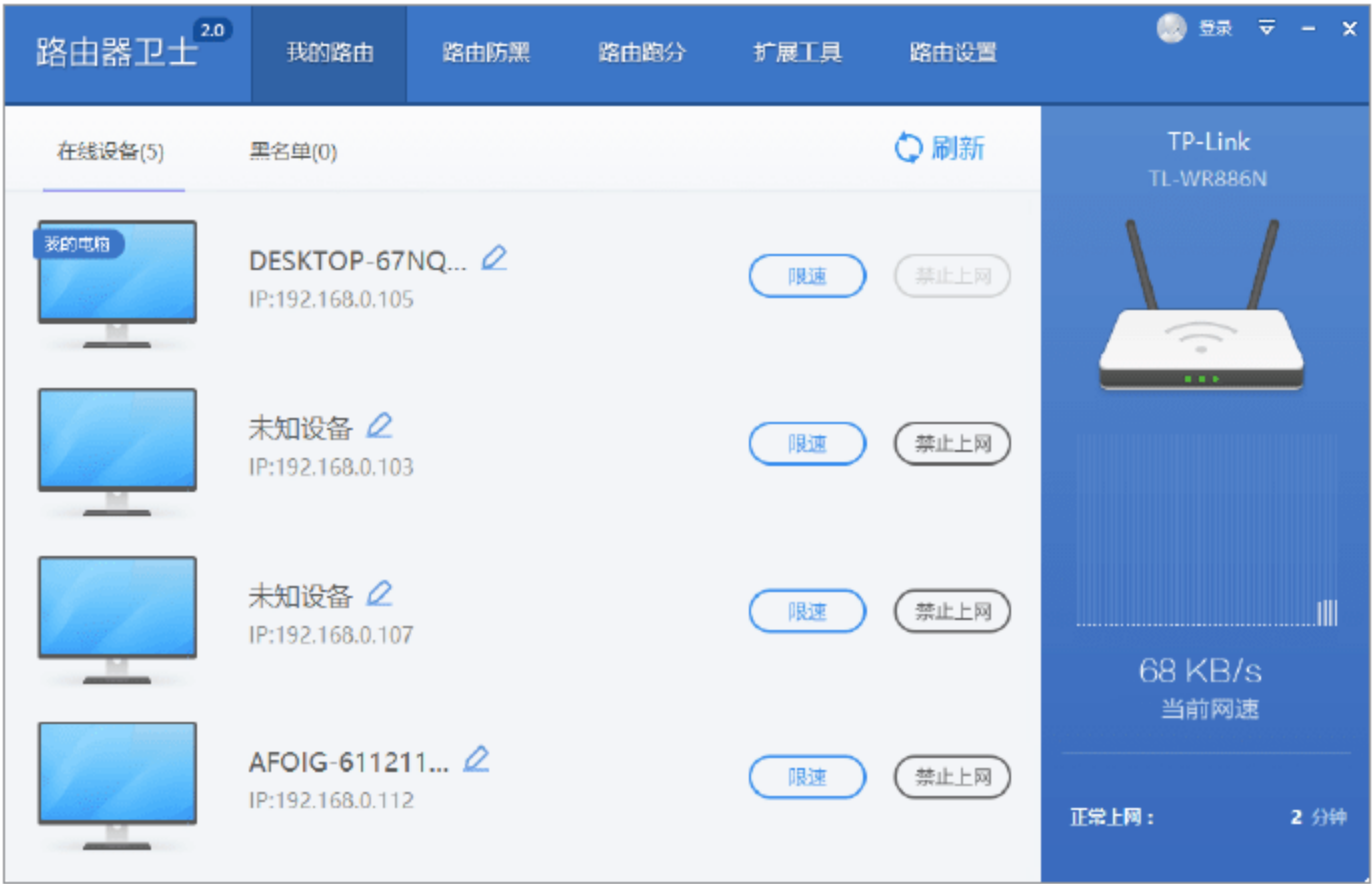 路由器卫士 2.0
我的路由
路由防黑
路由跑分
扩展工具
路由设置
登录
在线设备(5)
黑名单(0)
刷新
我的电脑
DESKTOP-67NQ...
IP:192.168.0.105
限速
禁止上网
未知设备
IP:192.168.0.103
限速
禁止上网
未知设备
IP:192.168.0.107
限速
禁止上网
AFOIG-611211...
IP:192.168.0.112
限速
禁止上网
TP-Link
TL-WR886N
68 KB/s
当前网速
正常上网： 2 分钟